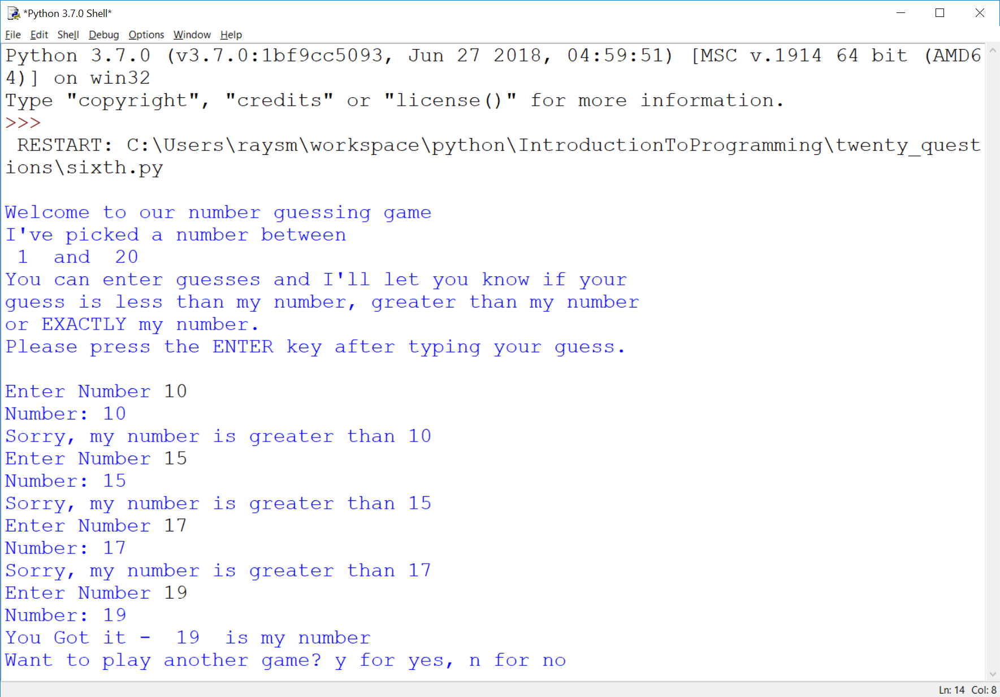 *Python 3.7.0 Shell*
File Edit Shell Debug Options Window Help
Python 3.7.0 (v3.7.0:1bf9cc5093, Jun 27 2018, 04:59:51) [MSC v.1914 64 bit (AMD6
4)] on win32
Type "copyright", "credits" or "license()" for more information.
>>>
 RESTART: C:\Users\raysm\workspace\python\IntroductionToProgramming\twenty_quest
ions\sixth.py
Welcome to our number guessing game
I've picked a number between
 1  and  20
You can enter guesses and I'll let you know if your
guess is less than my number, greater than my number
or EXACTLY my number.
Please press the ENTER key after typing your guess.
Enter Number 10
Number: 10
Sorry, my number is greater than 10
Enter Number 15
Number: 15
Sorry, my number is greater than 15
Enter Number 17
Number: 17
Sorry, my number is greater than 17
Enter Number 19
Number: 19
You Got it -  19  is my number
Want to play another game? y for yes, n for no
Ln: 14 Col: 8